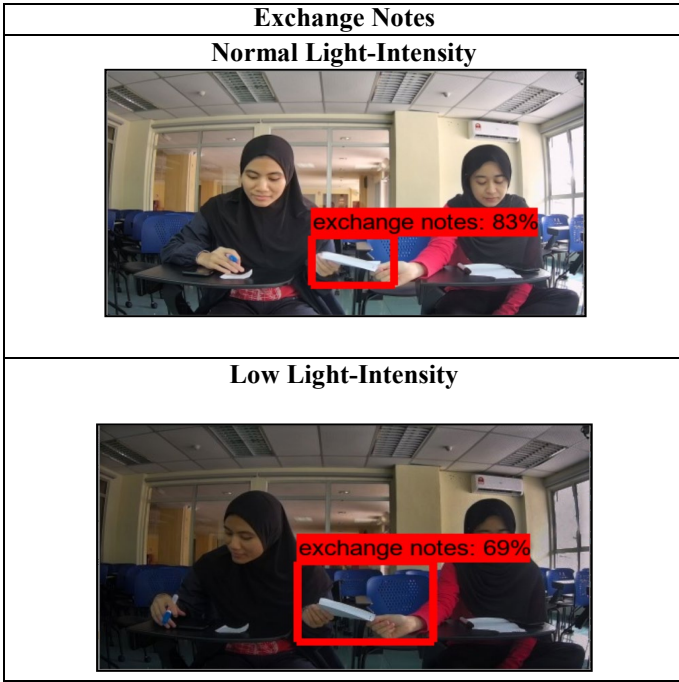 Exchange Notes
Normal Light-Intensity
exchange notes: 83%
Low Light-Intensity
exchange notes: 69%